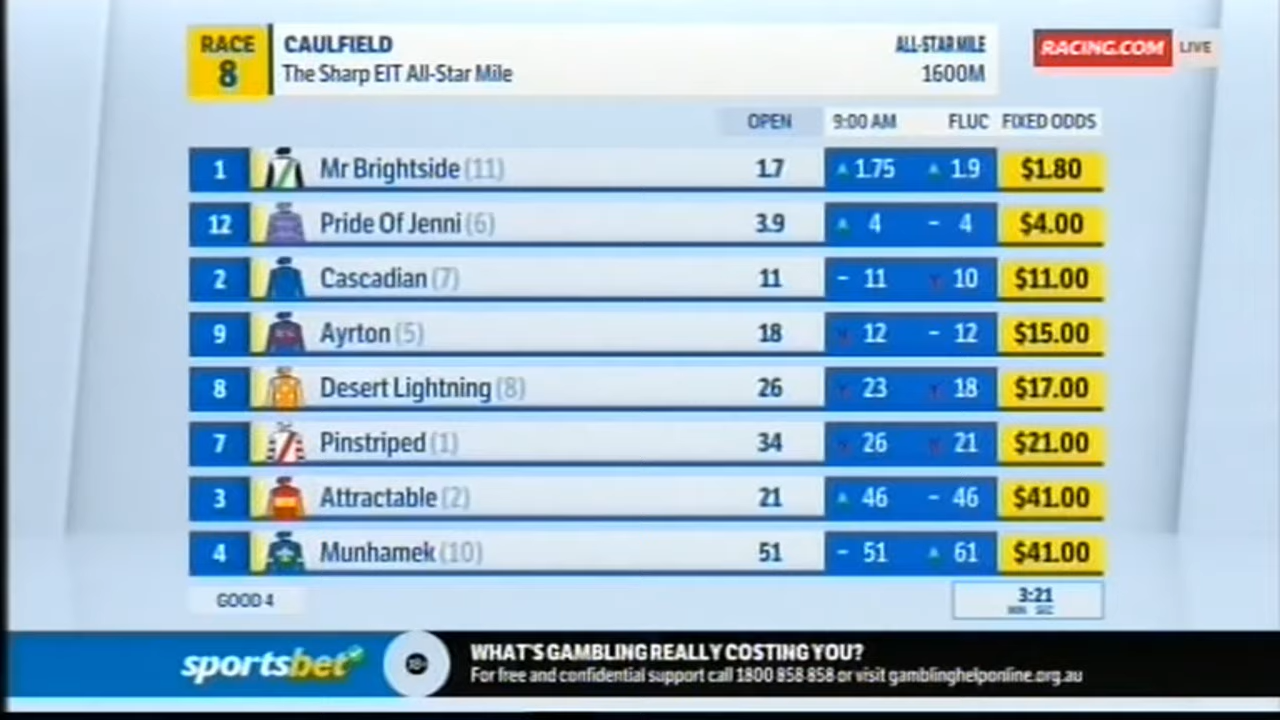 RACE 8
CAULFIELD
The Sharp EIT All-Star Mile
ALL-STAR MILE
1600M
RACING.COM LIVE
OPEN 9:00 AM FLUC FIXED ODDS
1 Mr Brightside (11) 1.7 1.75 1.9 $1.80
12 Pride Of Jenni (6) 3.9 4 - 4 $4.00
2 Cascadian (7) 11 - 11 10 $11.00
9 Ayrton (5) 18 12 - 12 $15.00
8 Desert Lightning (8) 26 23 18 $17.00
7 Pinstriped (1) 34 26 21 $21.00
3 Attractable (2) 21 46 - 46 $41.00
4 Munhamek (10) 51 - 51 61 $41.00
GOOD 4
3:21
MIN SEC
sportsbet
18+
WHAT'S GAMBLING REALLY COSTING YOU?
For free and confidential support call 1800 858 858 or visit gamblinghelponline.org.au